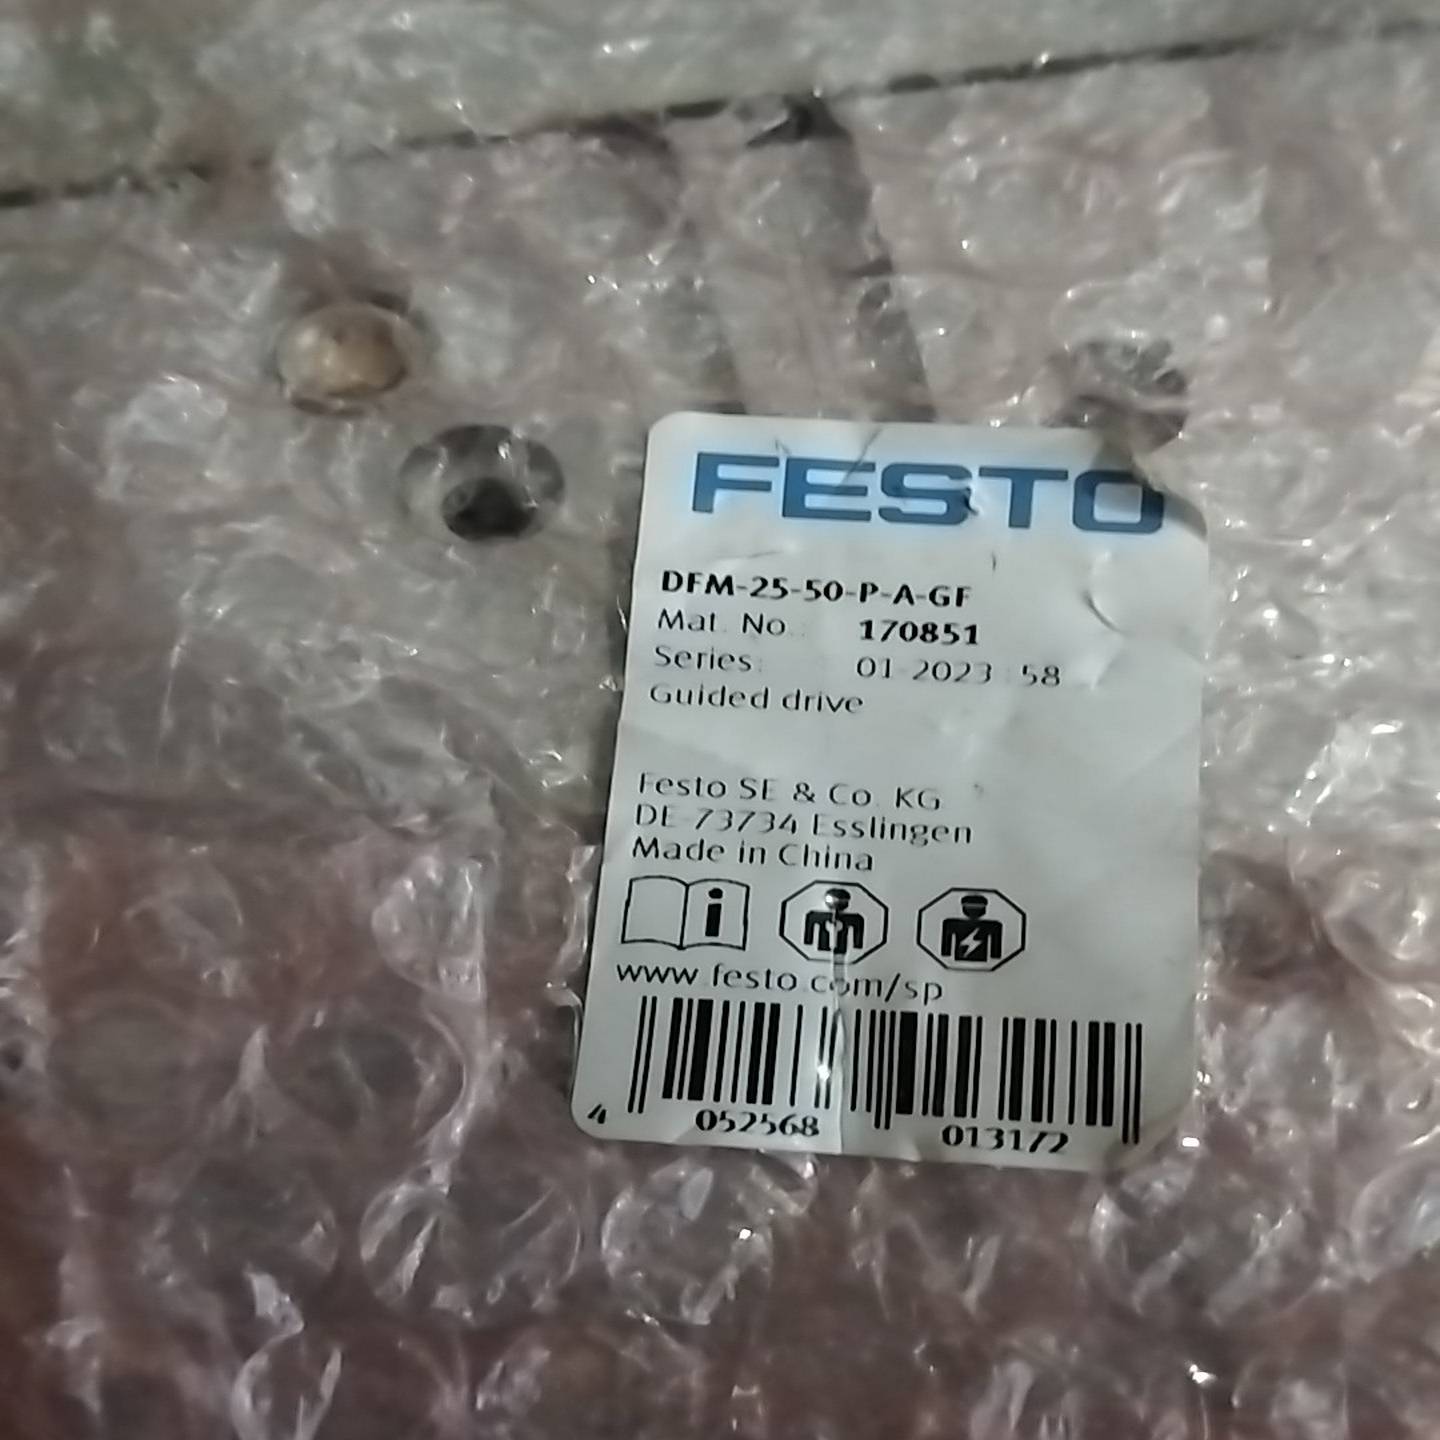 FESTO
DFM-25-50-P-A-GF
Mat. No.: 170851
Series: 01-2023 58
Guided drive
Festo SE & Co. KG
DE-73734 Esslingen
Made in China
www.festo.com/sp
4 052568 013172